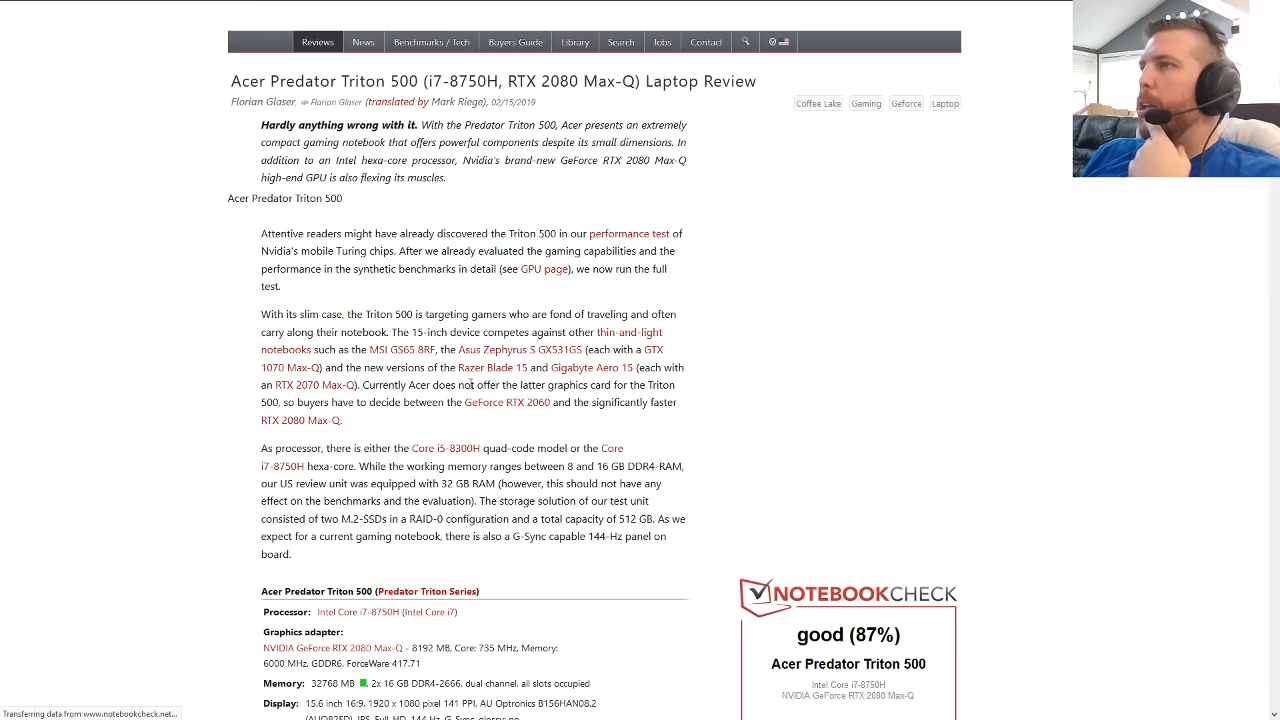 Reviews News Benchmarks / Tech Buyers Guide Library Search Jobs Contact
Acer Predator Triton 500 (i7-8750H, RTX 2080 Max-Q) Laptop Review
Florian Glaser, Florian Glaser (translated by Mark Riege), 02/15/2019
Coffee Lake Gaming Geforce Laptop
Hardly anything wrong with it. With the Predator Triton 500, Acer presents an extremely
compact gaming notebook that offers powerful components despite its small dimensions. In
addition to an Intel hexa-core processor, Nvidia's brand-new GeForce RTX 2080 Max-Q
high-end GPU is also flexing its muscles.
Acer Predator Triton 500
Attentive readers might have already discovered the Triton 500 in our performance test of
Nvidia's mobile Turing chips. After we already evaluated the gaming capabilities and the
performance in the synthetic benchmarks in detail (see GPU page), we now run the full
test.
With its slim case, the Triton 500 is targeting gamers who are fond of traveling and often
carry along their notebook. The 15-inch device competes against other thin-and-light
notebooks such as the MSI GS65 8RF, the Asus Zephyrus S GX531GS (each with a GTX
1070 Max-Q) and the new versions of the Razer Blade 15 and Gigabyte Aero 15 (each with
an RTX 2070 Max-Q). Currently Acer does not offer the latter graphics card for the Triton
500, so buyers have to decide between the GeForce RTX 2060 and the significantly faster
RTX 2080 Max-Q.
As processor, there is either the Core i5-8300H quad-code model or the Core
i7-8750H hexa-core. While the working memory ranges between 8 and 16 GB DDR4-RAM,
our US review unit was equipped with 32 GB RAM (however, this should not have any
effect on the benchmarks and the evaluation). The storage solution of our test unit
consisted of two M.2-SSDs in a RAID-0 configuration and a total capacity of 512 GB. As we
expect for a current gaming notebook, there is also a G-Sync capable 144-Hz panel on
board.
Acer Predator Triton 500 (Predator Triton Series)
Processor: Intel Core i7-8750H (Intel Core i7)
Graphics adapter:
NVIDIA GeForce RTX 2080 Max-Q - 8192 MB, Core: 735 MHz, Memory:
6000 MHz, GDDR6, ForceWare 417.71
Memory: 32768 MB , 2x 16 GB DDR4-2666, dual channel, all slots occupied
Display: 15.6 inch 16:9, 1920 x 1080 pixel 141 PPI, AU Optronics B156HAN08.2
(AUO82ED), IPS, Full-HD, 144 Hz, G-Sync, glossy: no
NOTEBOOKCHECK
good (87%)
Acer Predator Triton 500
Intel Core i7-8750H
NVIDIA GeForce RTX 2080 Max-Q
Transferring data from www.notebookcheck.net...